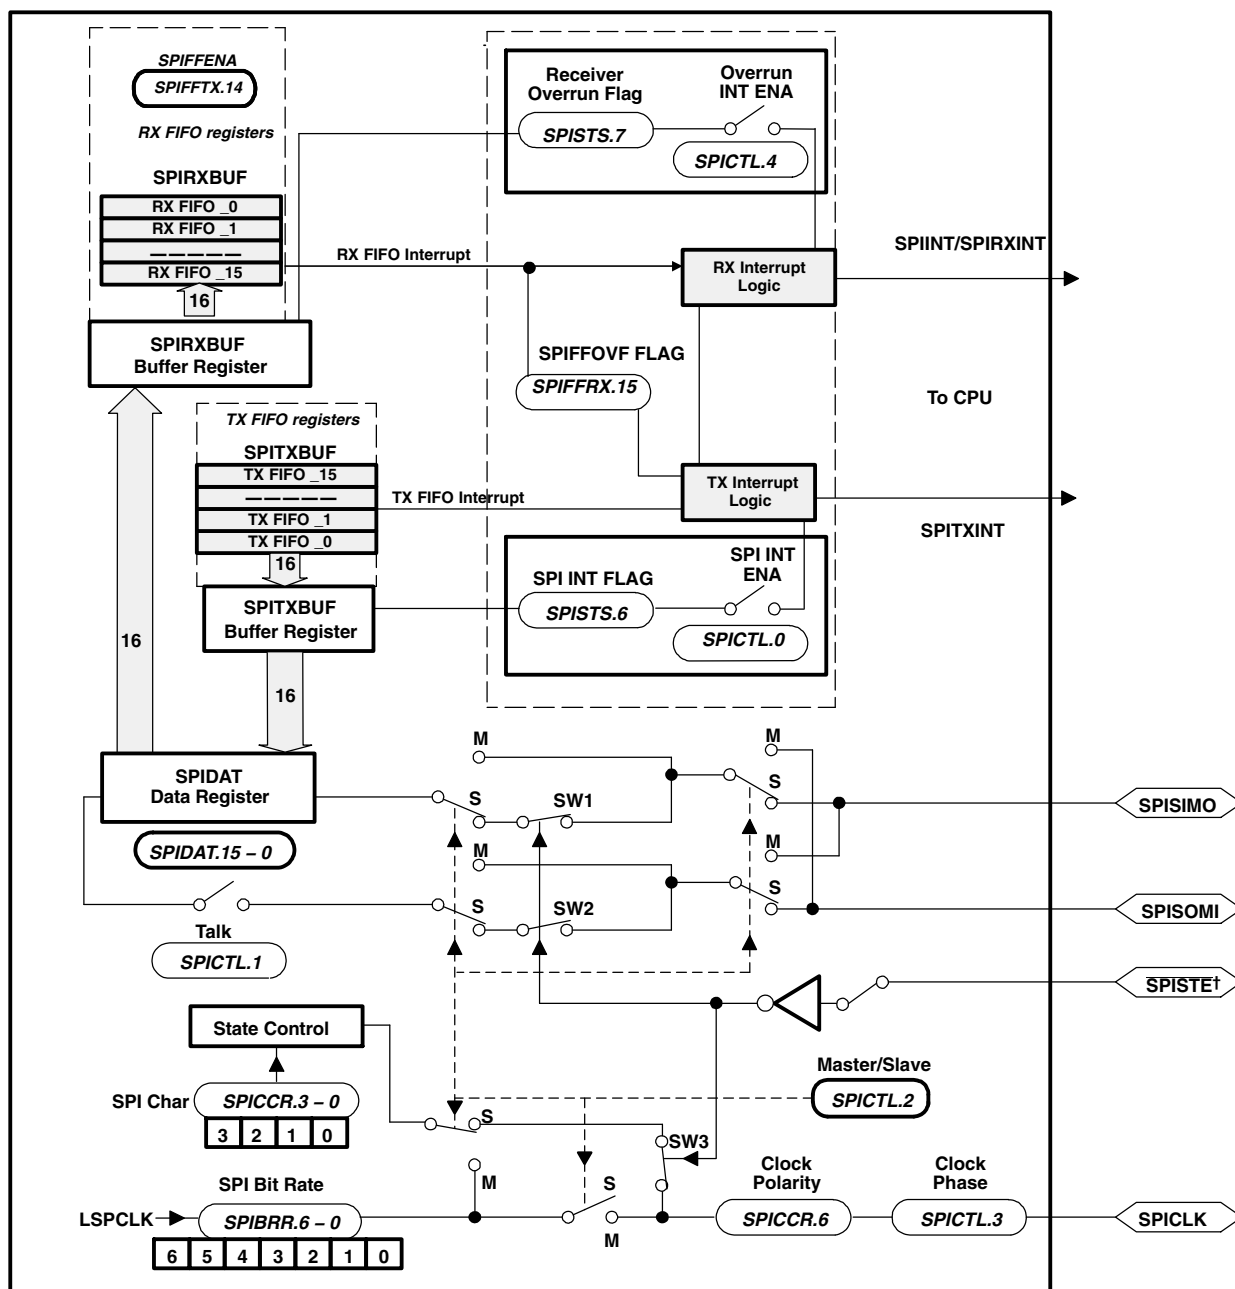 SPIFFENA
SPIFFTX.14
RX FIFO registers
SPIRXBUF
RX FIFO _0
RX FIFO _1
— — — — —
RX FIFO _15
16
SPIRXBUF
Buffer Register
Receiver
Overrun Flag
SPISTS.7
Overrun
INT ENA
SPICTL.4
RX FIFO Interrupt
RX Interrupt
Logic
SPIINT/SPIRXINT
SPIFFOVF FLAG
SPIFFRX.15
To CPU
TX FIFO registers
SPITXBUF
TX FIFO _15
— — — — —
TX FIFO _1
TX FIFO _0
16
TX FIFO Interrupt
TX Interrupt
Logic
SPITXINT
SPITXBUF
Buffer Register
SPI INT FLAG
SPISTS.6
SPI INT
ENA
SPICTL.0
16
16
SPIDAT
Data Register
SPIDAT.15 – 0
M
S
SW1
M
S
SPISIMO
M
S
SW2
M
S
SPISOMI
Talk
SPICTL.1
SPISTE†
State Control
Master/Slave
SPICTL.2
SPI Char
SPICCR.3 – 0
3 2 1 0
S
M
SW3
S
M
SPI Bit Rate
LSPCLK
SPIBRR.6 – 0
6 5 4 3 2 1 0
Clock
Polarity
SPICCR.6
Clock
Phase
SPICTL.3
SPICLK